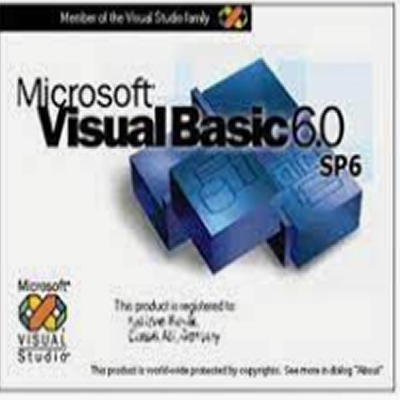 Member of the Visual Studio family
Microsoft
Visual Basic 6.0
SP6
Microsoft
VISUAL
Studio
This product is registered to:
Germany
This product is world-wide protected by copyrights. See more in dialog "About"